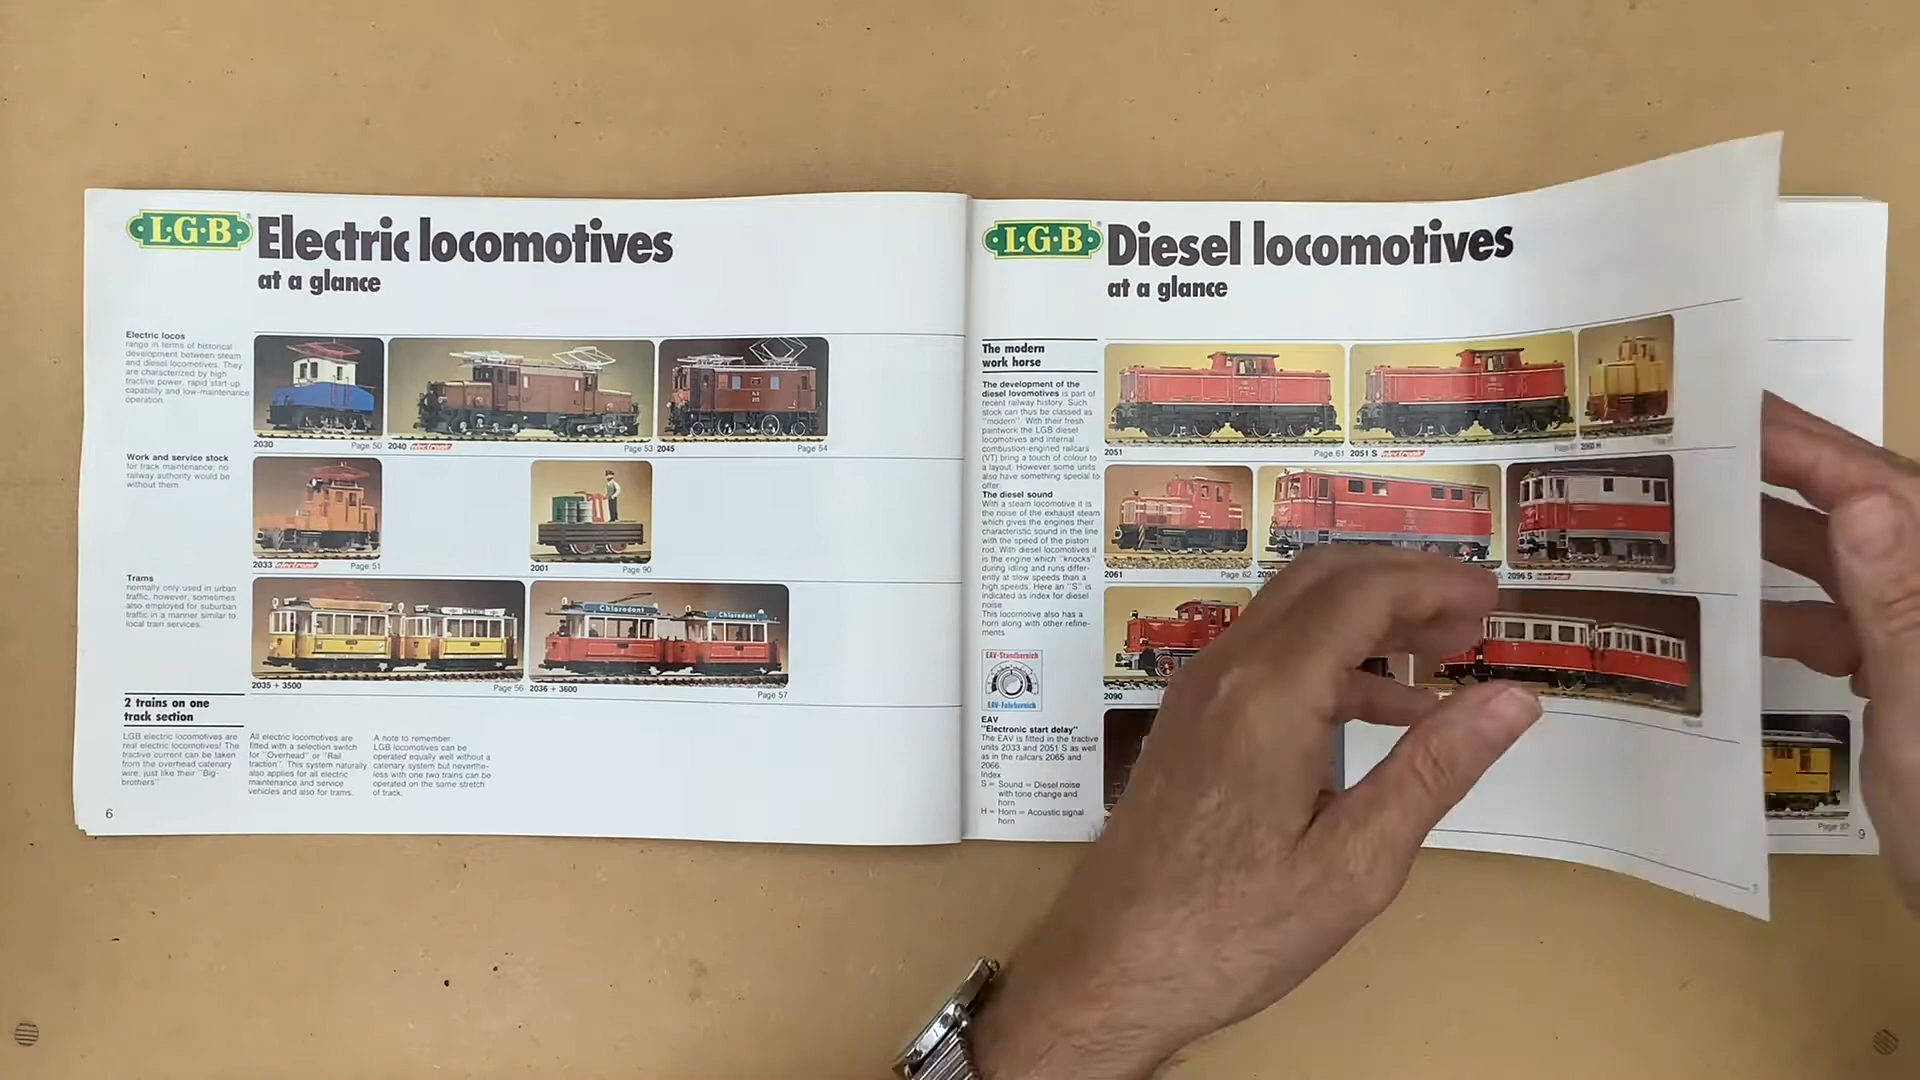 L·G·B®
Electric locomotives
at a glance
Electric locos
range in terms of historical
development between steam
and diesel locomotives. They
are characterized by high
tractive power, rapid start-up
capability and low-maintenance
operation.
2030 Page 50
2040 electronic Page 53
2045 Page 54
Work and service stock
for track maintenance; no
railway authority would be
without them.
2033 electronic Page 51
2001 Page 90
Trams
normally only used in urban
traffic, however, sometimes
also employed for suburban
traffic in a manner similar to
local train services.
Chlorodont
Chlorodont
2035 + 3500 Page 56
2036 + 3600 Page 57
2 trains on one
track section
LGB electric locomotives are
real electric locomotives! The
tractive current can be taken
from the overhead catenary
wire, just like their "Big-
brothers"
All electric locomotives are
fitted with a selection switch
for "Overhead" or "Rail
traction". This system naturally
also applies for all electric
maintenance and service
vehicles and also for trams.
A note to remember:
LGB locomotives can be
operated equally well without a
catenary system but neverthe-
less with one two trains can be
operated on the same stretch
of track.
6
L·G·B®
Diesel locomotives
at a glance
The modern
work horse
The development of the
diesel lovomotives is part of
recent railway history. Such
stock can thus be classed as
"modern". With their fresh
paintwork the LGB diesel
locomotives and internal
combustion-engined railcars
(VT) bring a touch of colour to
a layout. However some units
also have something special to
offer.
The diesel sound
With a steam locomotive it is
the noise of the exhaust steam
which gives the engines their
characteristic sound in the line
with the speed of the piston
rod. With diesel locomotives it
is the engine which "knocks"
during idling and runs differ-
ently at slow speeds than a
high speeds. Here an "S" is
indicated as index for diesel
noise.
This locomotive also has a
horn along with other refine-
ments.
EAV-Standbereich
EAV-Fahrbereich
EAV
"Electronic start delay"
The EAV is fitted in the tractive
units 2033 and 2051 S as well
as in the railcars 2065 and
2066.
Index
S = Sound = Diesel noise
with tone change and
horn
H = Horn = Acoustic signal
horn
2051 Page 61
2051 S electronic
2060 H
2061 Page 62
2096 S electronic
2090
9